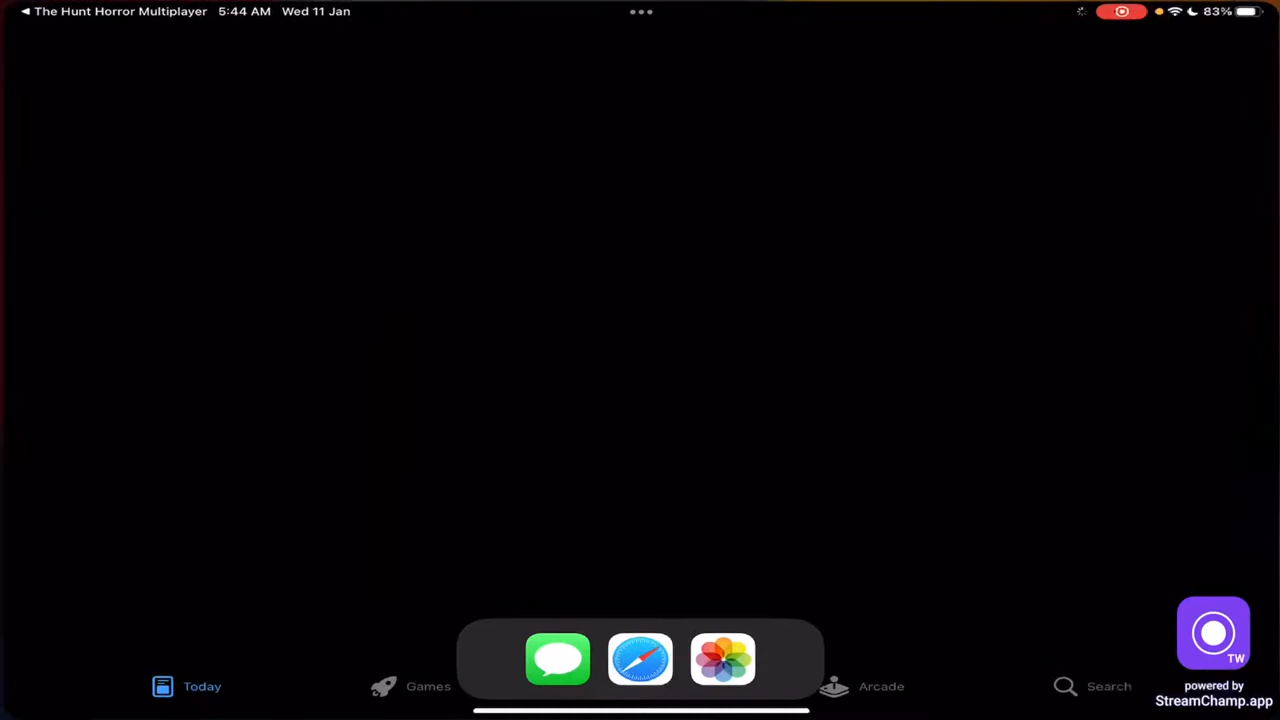 The Hunt Horror Multiplayer 5:44 AM Wed 11 Jan
83%
Today
Games
Arcade
Search
TW
powered by
StreamChamp.app